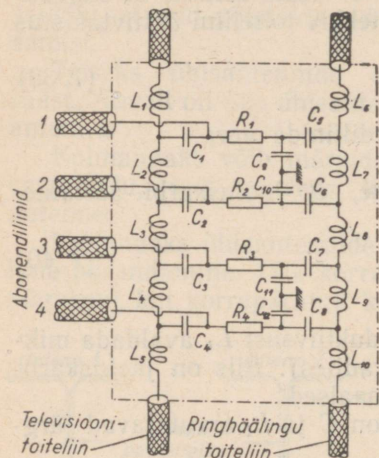 L1
L6
1
R1
C5
C1
C9
L2
L7
2
C10
R2
C6
C2
L3
L8
3
R3
C7
C3
C11
L4
L9
4
C12
R4
C8
C4
L5
L10
Abonendiliinid
Televisiooni-
toiteliin
Ringhäälingu
toiteliin